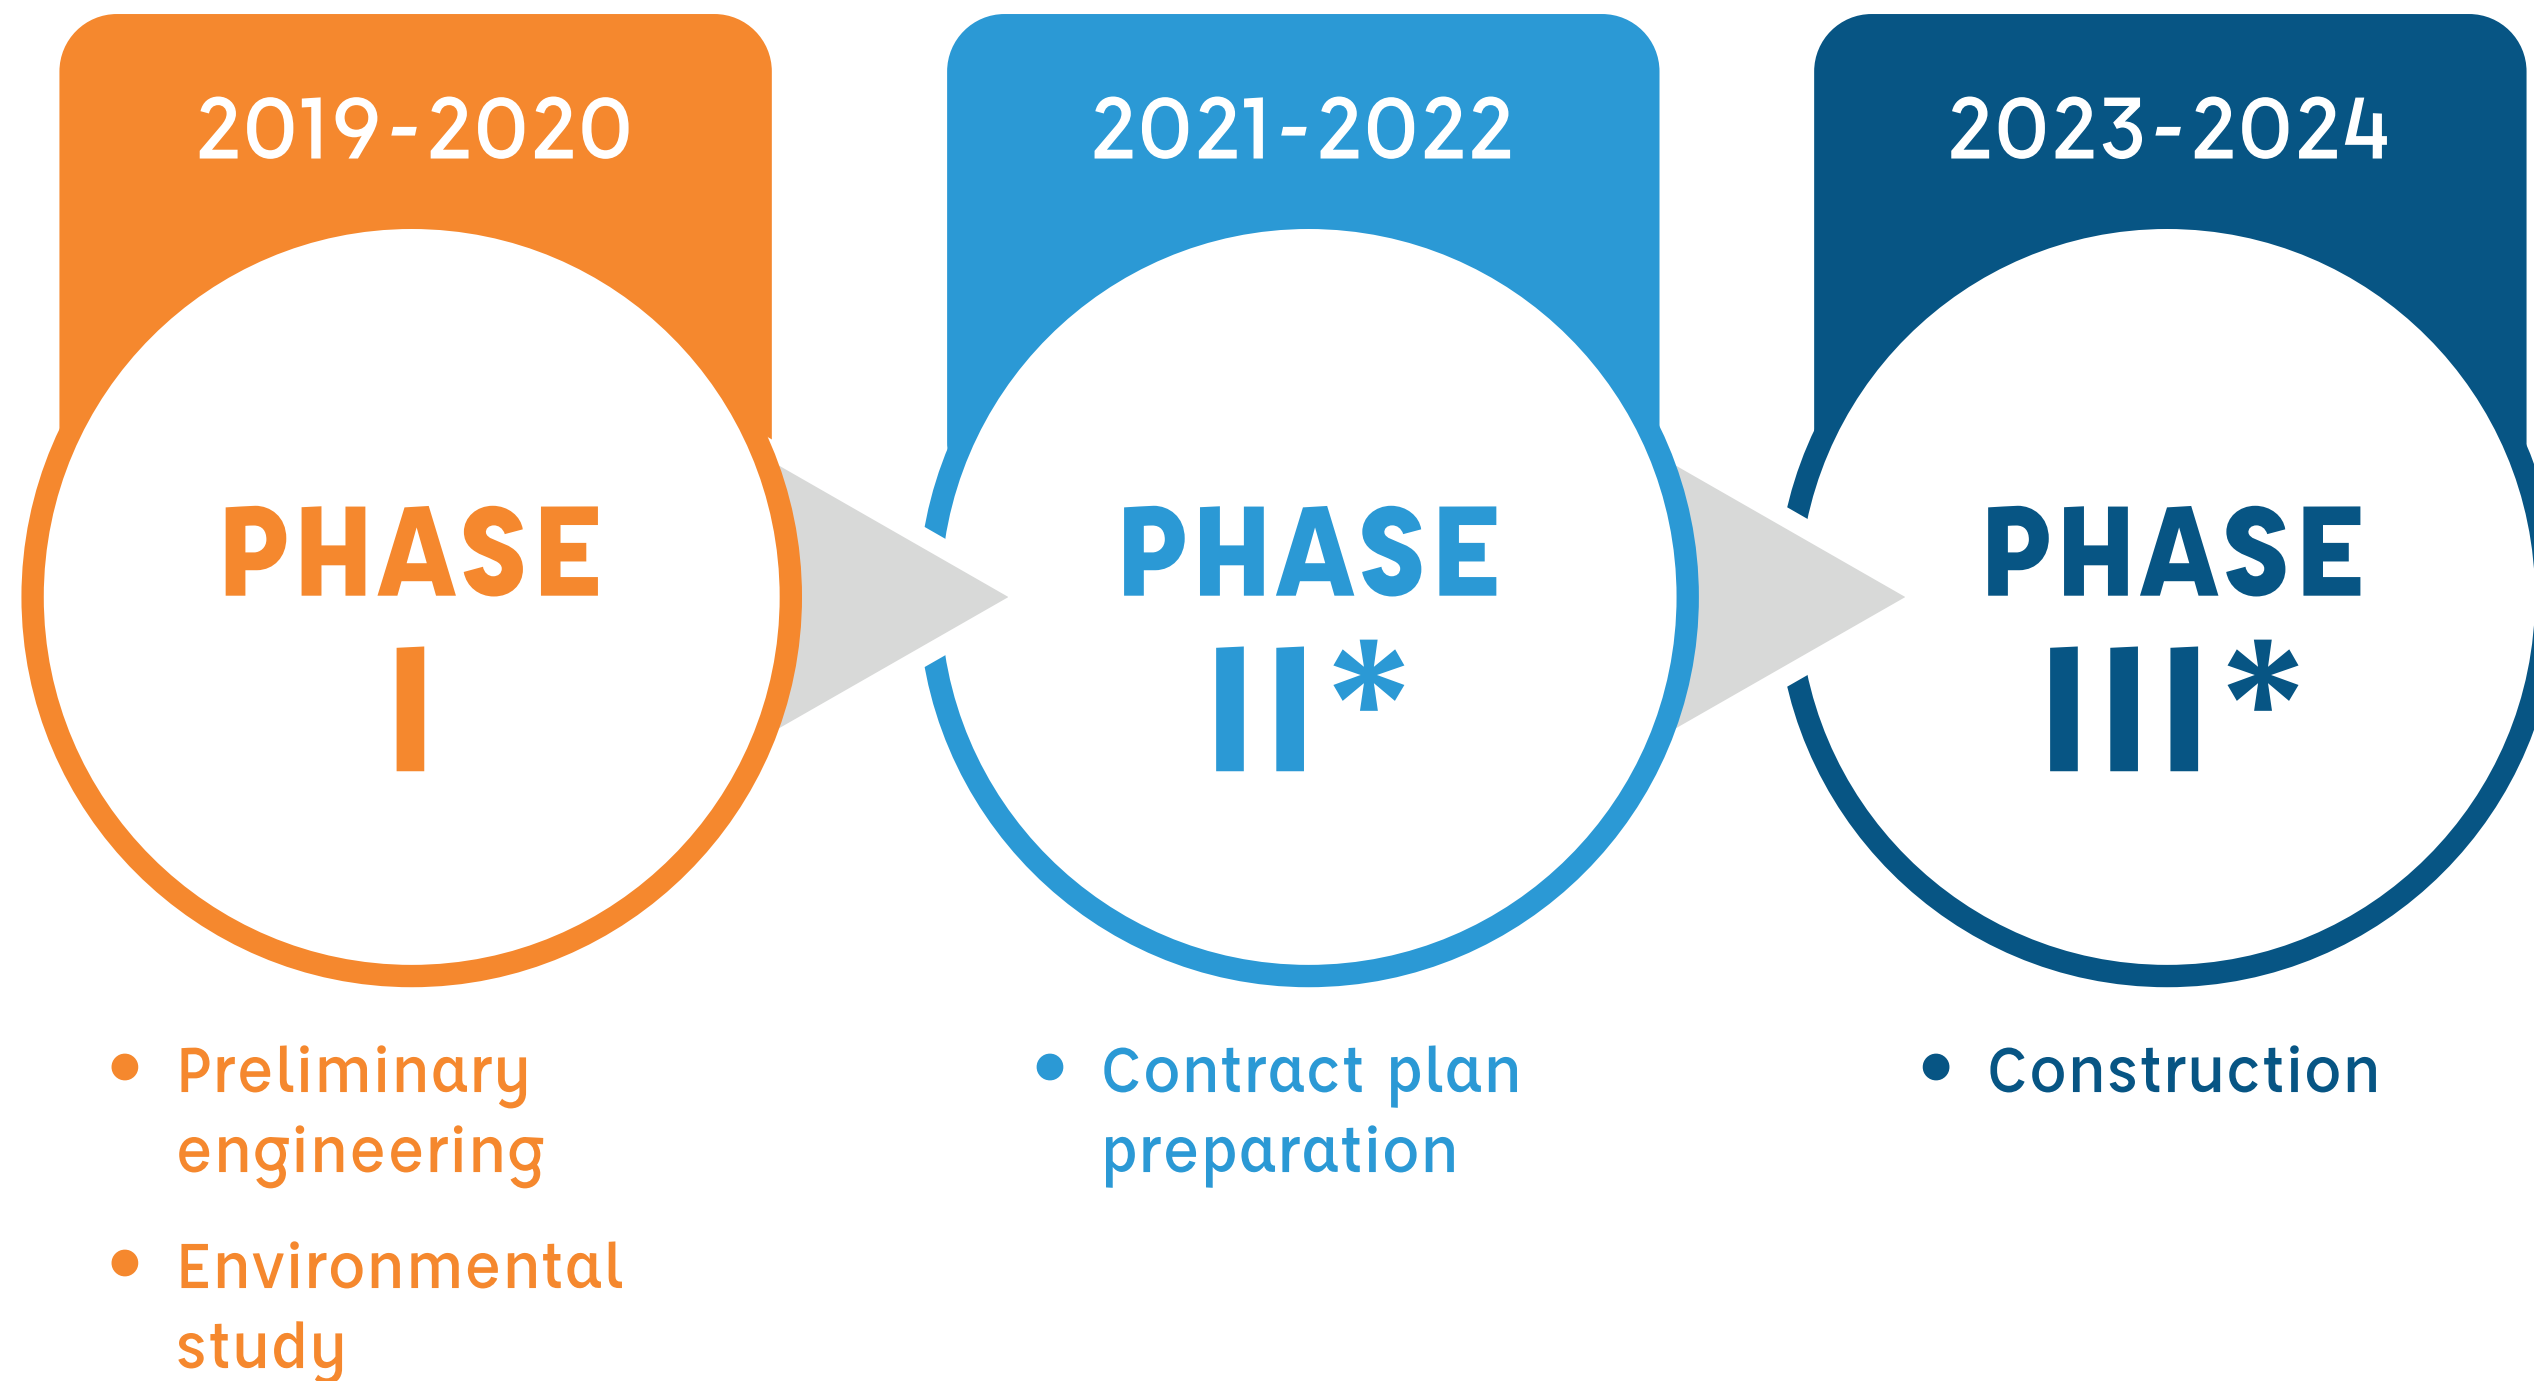 2019-2020
PHASE
I
• Preliminary
engineering
• Environmental
study
2021-2022
PHASE
II*
• Contract plan
preparation
2023-2024
PHASE
III*
• Construction